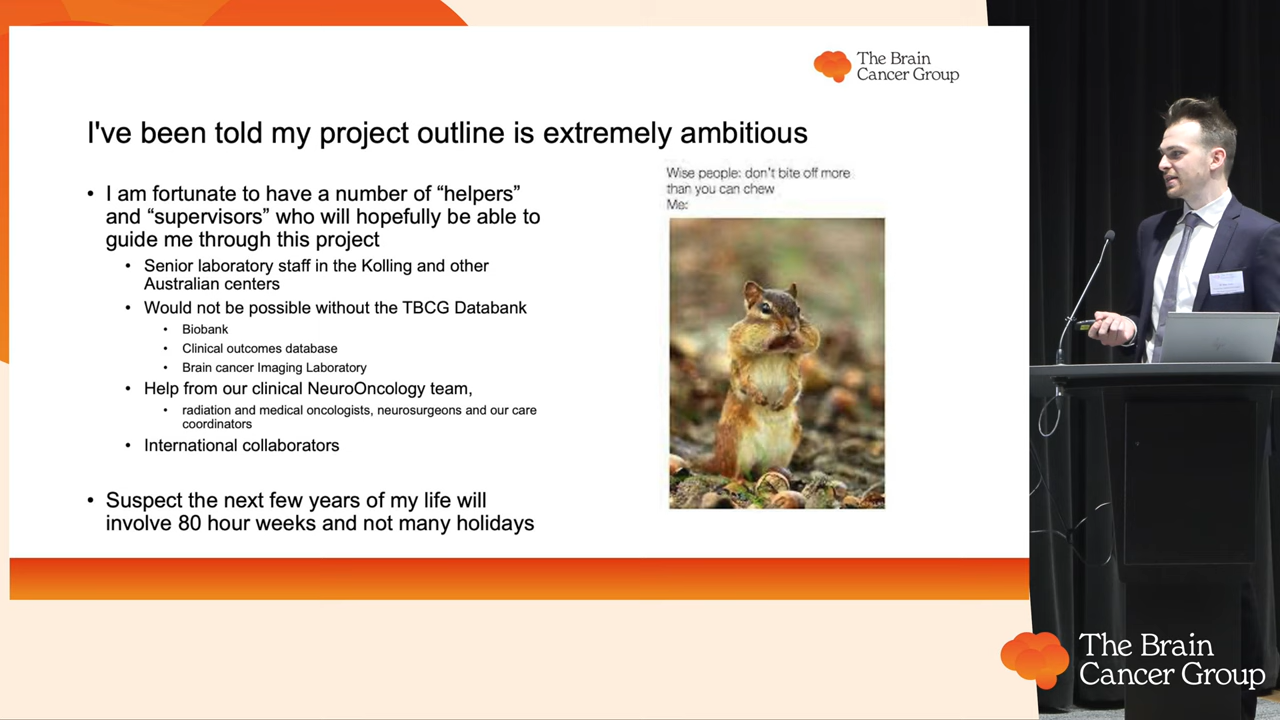 The Brain
Cancer Group
I've been told my project outline is extremely ambitious
• I am fortunate to have a number of “helpers”
and “supervisors” who will hopefully be able to
guide me through this project
• Senior laboratory staff in the Kolling and other
Australian centers
• Would not be possible without the TBCG Databank
• Biobank
• Clinical outcomes database
• Brain cancer Imaging Laboratory
• Help from our clinical NeuroOncology team,
• radiation and medical oncologists, neurosurgeons and our care
coordinators
• International collaborators
• Suspect the next few years of my life will
involve 80 hour weeks and not many holidays
Wise people: don't bite off more
than you can chew
Me:
The Brain
Cancer Group